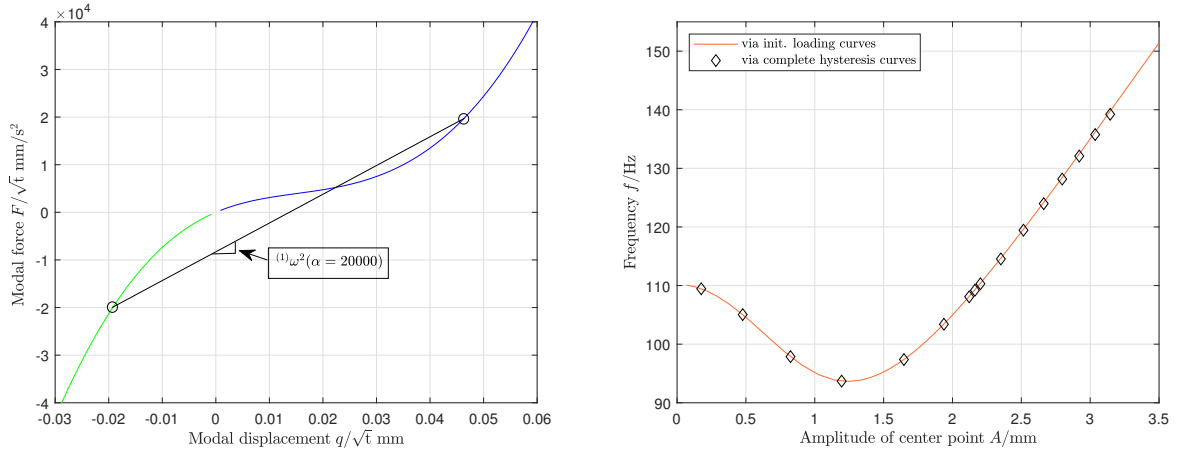 ×10⁴
4
3
2
1
0
-1
-2
-3
-4
-0.03 -0.02 -0.01 0 0.01 0.02 0.03 0.04 0.05 0.06
Modal displacement q/√t mm
Modal force F/√t mm/s²
⁽¹⁾ω²(α = 20000)
via init. loading curves
via complete hysteresis curves
150
140
130
120
110
100
90
0 0.5 1 1.5 2 2.5 3 3.5
Amplitude of center point A/mm
Frequency f/Hz